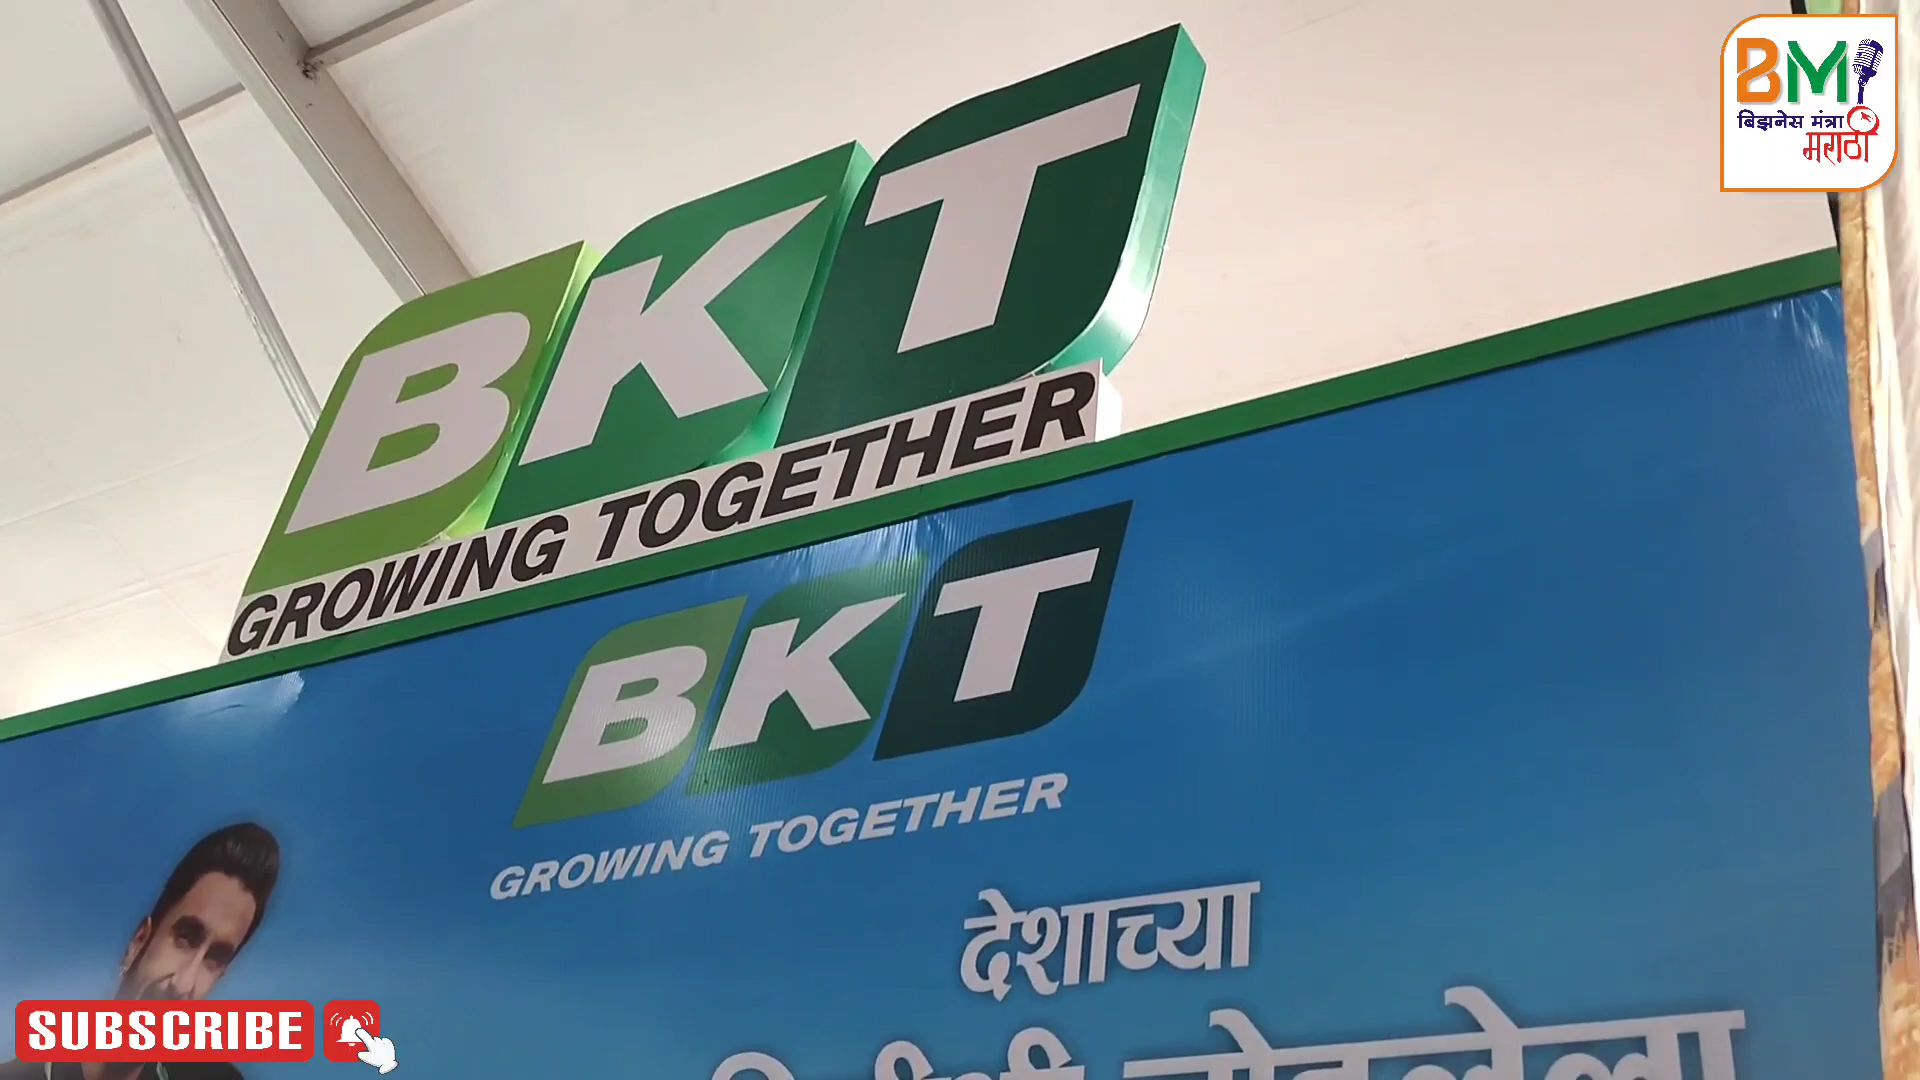 BM
बिझनेस मंत्रा
मराठी
BKT
GROWING TOGETHER
BKT
GROWING TOGETHER
देशाच्या
SUBSCRIBE